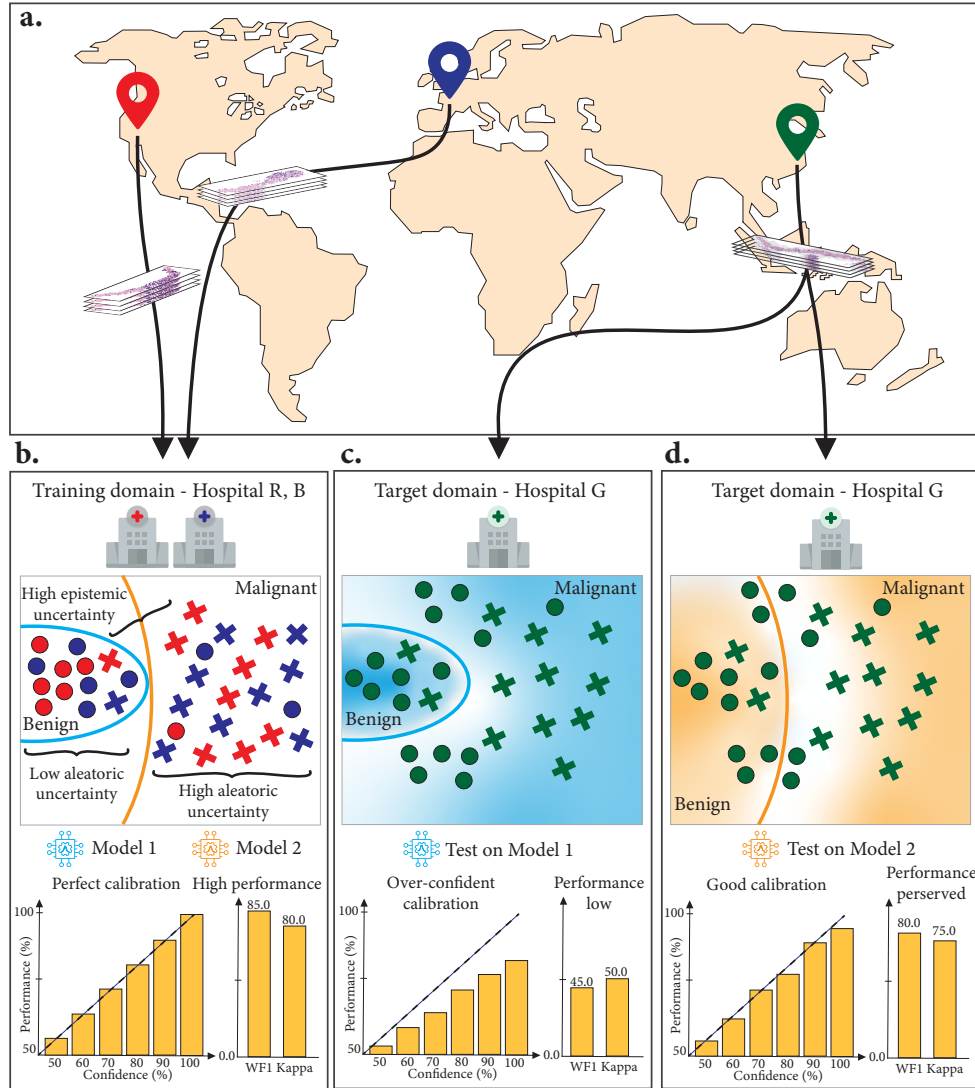 a.
b.
Training domain - Hospital R, B
High epistemic
uncertainty
Malignant
Benign
Low aleatoric
uncertainty
High aleatoric
uncertainty
Model 1
Model 2
Perfect calibration
High performance
100
50
Performance (%)
50 60 70 80 90 100
Confidence (%)
85.0
80.0
0.0
WF1 Kappa
c.
Target domain - Hospital G
Malignant
Benign
Test on Model 1
Over-confident
calibration
Performance
low
100
50
Performance (%)
50 60 70 80 90 100
Confidence (%)
45.0
50.0
0.0
WF1 Kappa
d.
Target domain - Hospital G
Malignant
Benign
Test on Model 2
Good calibration
Performance
perserved
100
50
Performance (%)
50 60 70 80 90 100
Confidence (%)
80.0
75.0
0.0
WF1 Kappa